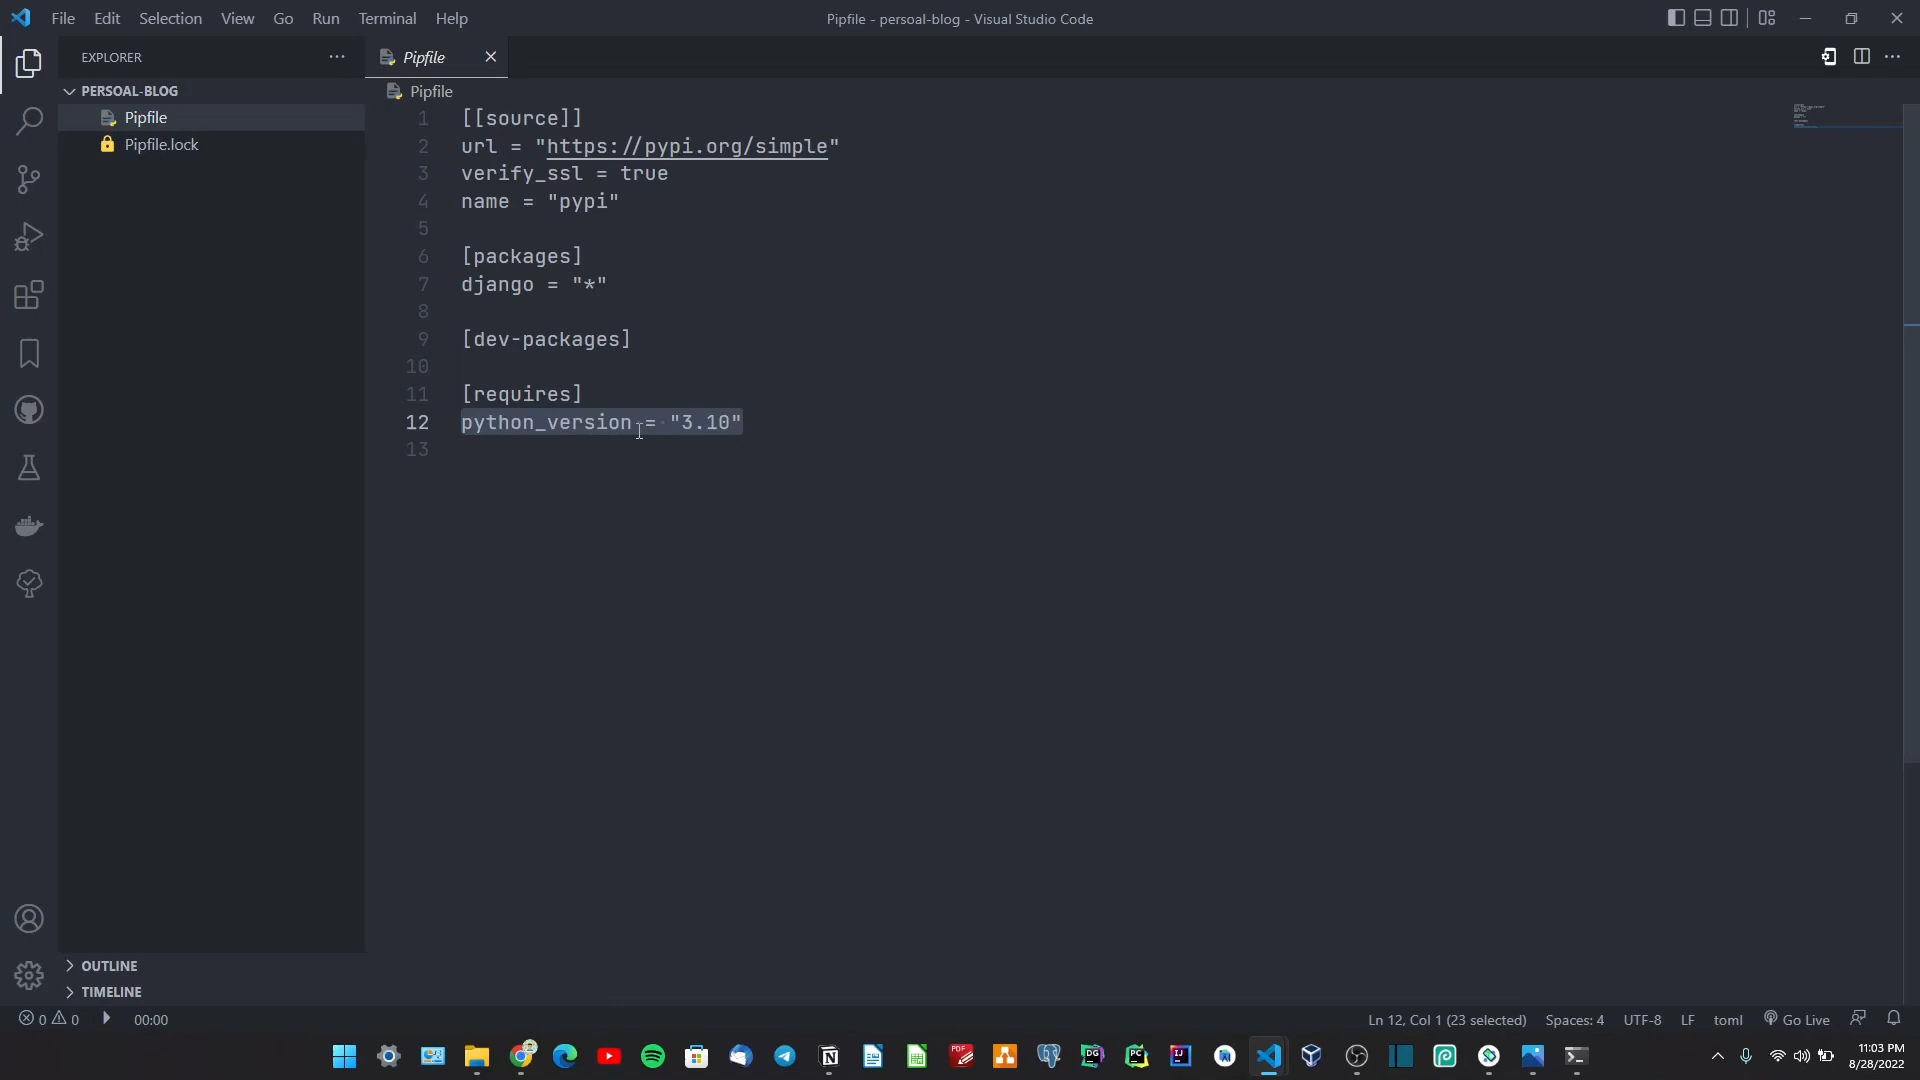 File Edit Selection View Go Run Terminal Help
Pipfile - persoal-blog - Visual Studio Code
EXPLORER
PERSOAL-BLOG
Pipfile
Pipfile.lock
OUTLINE
TIMELINE
Pipfile
Pipfile
1 [[source]]
2 url = "https://pypi.org/simple"
3 verify_ssl = true
4 name = "pypi"
5
6 [packages]
7 django = "*"
8
9 [dev-packages]
10
11 [requires]
12 python_version = "3.10"
13
0 0 00:00
Ln 12, Col 1 (23 selected) Spaces: 4 UTF-8 LF toml Go Live
PDF DG PC IJ
11:03 PM
8/28/2022